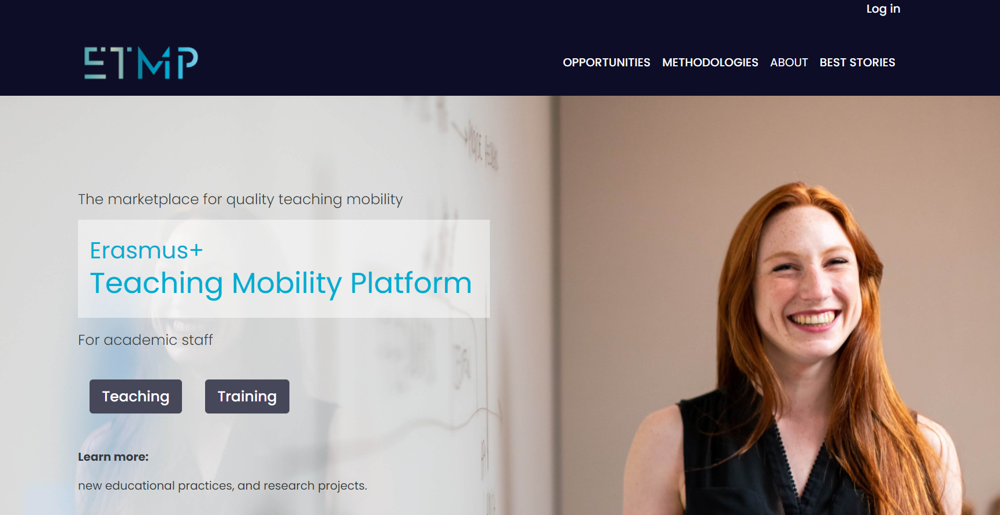 Log in
ETMP
OPPORTUNITIES METHODOLOGIES ABOUT BEST STORIES
The marketplace for quality teaching mobility
Erasmus+
Teaching Mobility Platform
For academic staff
Teaching Training
Learn more:
new educational practices, and research projects.